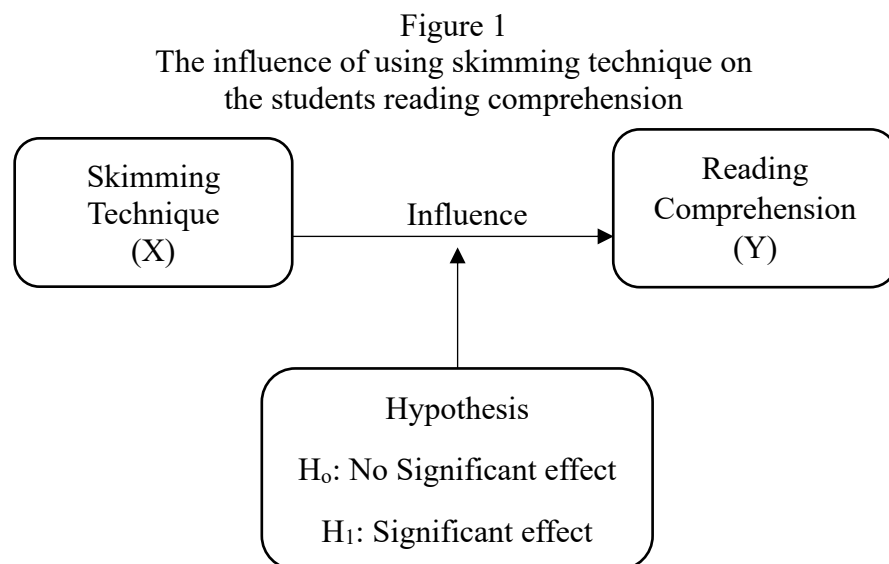 Figure 1
The influence of using skimming technique on
the students reading comprehension
Skimming
Technique
(X)
Influence
Reading
Comprehension
(Y)
Hypothesis
Hₒ: No Significant effect
H₁: Significant effect